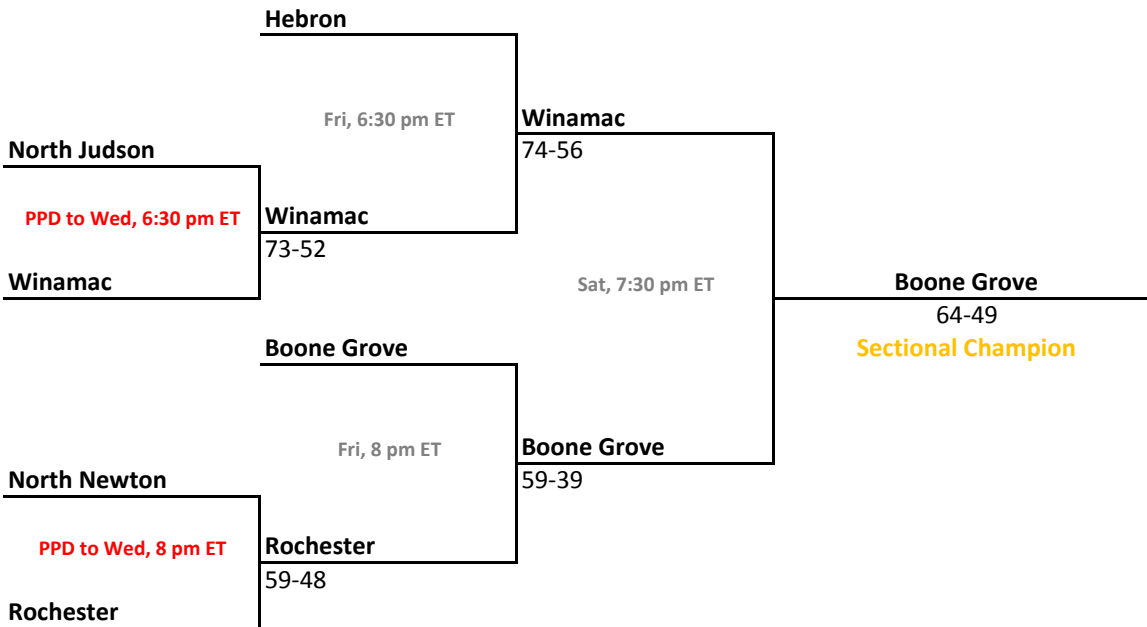 Hebron
Fri, 6:30 pm ET
Winamac
74-56
North Judson
PPD to Wed, 6:30 pm ET
Winamac
73-52
Winamac
Sat, 7:30 pm ET
Boone Grove
64-49
Sectional Champion
Boone Grove
Fri, 8 pm ET
Boone Grove
59-39
North Newton
PPD to Wed, 8 pm ET
Rochester
59-48
Rochester